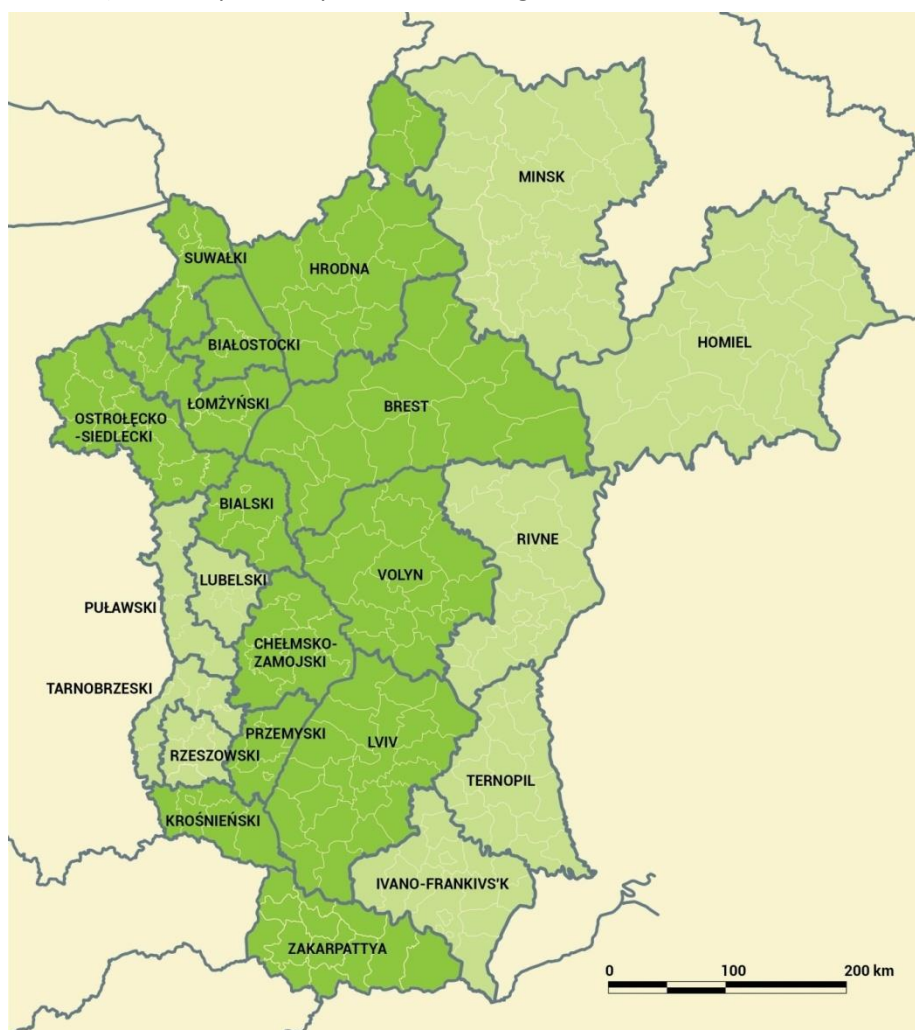 MINSK
SUWAŁKI
HRODNA
HOMIEL
BIAŁOSTOCKI
ŁOMŻYŃSKI
BREST
OSTROŁĘCKO
-SIEDLECKI
BIALSKI
RIVNE
LUBELSKI
VOLYN
PUŁAWSKI
CHEŁMSKO-
ZAMOJSKI
TARNOBRZESKI
PRZEMYSKI
LVIV
RZESZOWSKI
TERNOPIL
KROŚNIEŃSKI
IVANO-FRANKIVS'K
ZAKARPATTYA
0 100 200 km